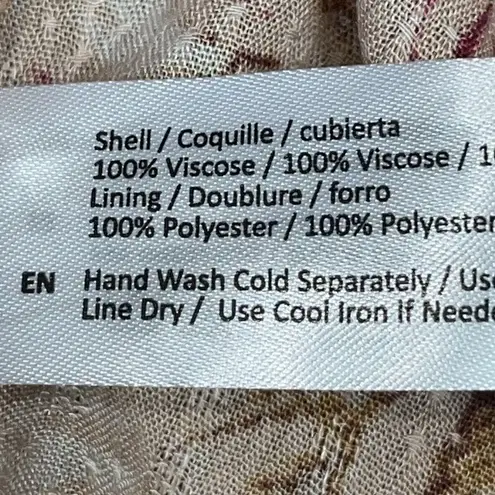 Shell / Coquille / cubierta
100% Viscose / 100% Viscose /
Lining / Doublure / forro
100% Polyester / 100% Polyester
EN Hand Wash Cold Separately /
Line Dry / Use Cool Iron If